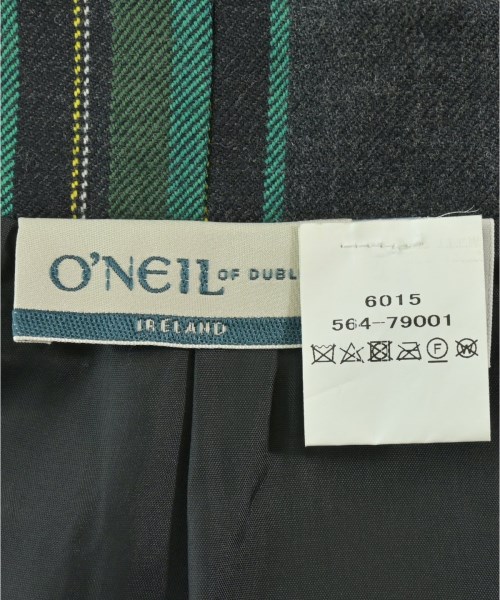 O'NEIL OF DUBL
IRELAND
6015
564-79001
F W